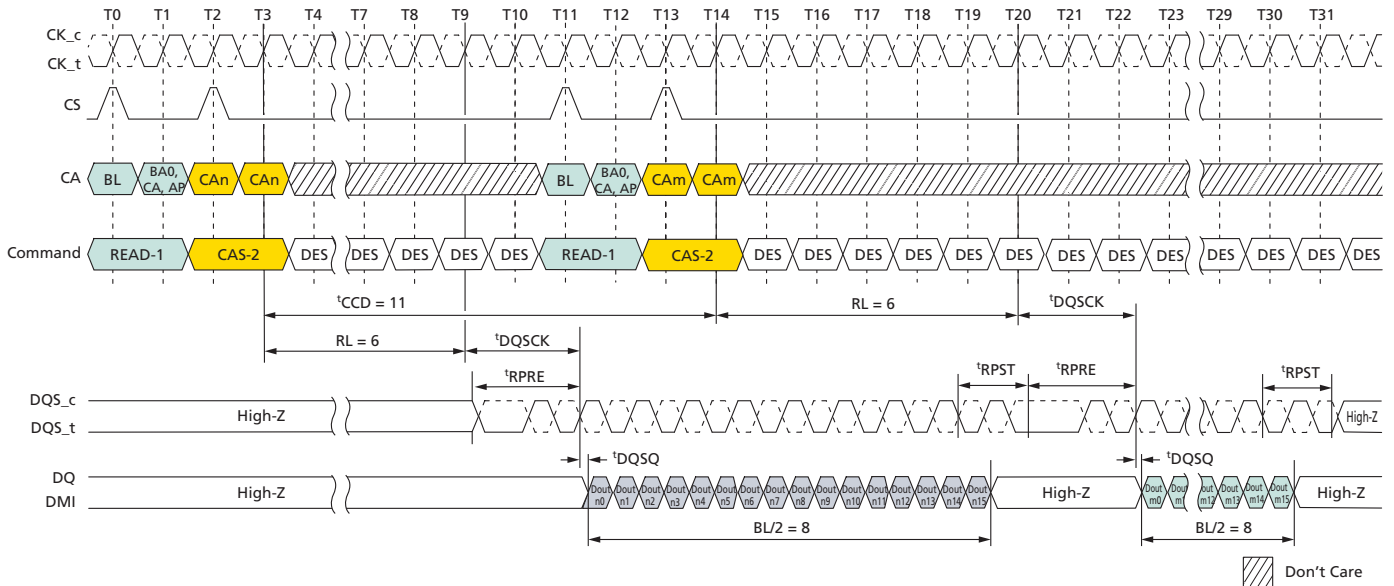 T0 T1 T2 T3 T4 T7 T8 T9 T10 T11 T12 T13 T14 T15 T16 T17 T18 T19 T20 T21 T22 T23 T29 T30 T31
CK_c
CK_t
CS
CA
BL
BA0, CA, AP
CAn
CAn
BL
BA0, CA, AP
CAm
CAm
Command
READ-1 CAS-2 DES DES DES DES DES READ-1 CAS-2 DES DES DES DES DES DES DES DES DES DES DES DES DES
tCCD = 11
RL = 6
tDQSCK
RL = 6
tDQSCK
tRPRE
tRPST
tRPRE
tRPST
DQS_c
DQS_t
High-Z
High-Z
tDQSQ
tDQSQ
DQ
DMI
High-Z
Dout n0
Dout n1
Dout n2
Dout n3
Dout n4
Dout n5
Dout n6
Dout n7
Dout n8
Dout n9
Dout n10
Dout n11
Dout n12
Dout n13
Dout n14
Dout n15
High-Z
Dout m0
Dout m12
Dout m13
Dout m14
Dout m15
High-Z
BL/2 = 8
BL/2 = 8
Don't Care